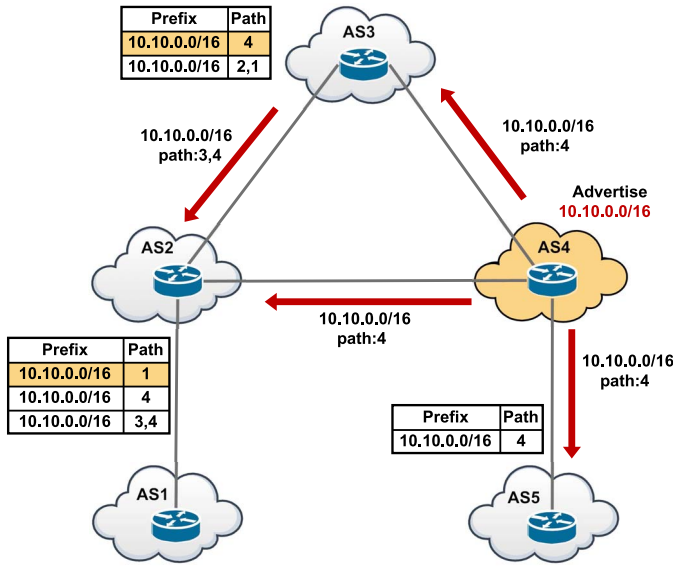 Prefix Path
10.10.0.0/16 4
10.10.0.0/16 2,1
AS3
10.10.0.0/16
path:3,4
10.10.0.0/16
path:4
Advertise
10.10.0.0/16
AS2
AS4
10.10.0.0/16
path:4
Prefix Path
10.10.0.0/16 1
10.10.0.0/16 4
10.10.0.0/16 3,4
10.10.0.0/16
path:4
Prefix Path
10.10.0.0/16 4
AS1
AS5